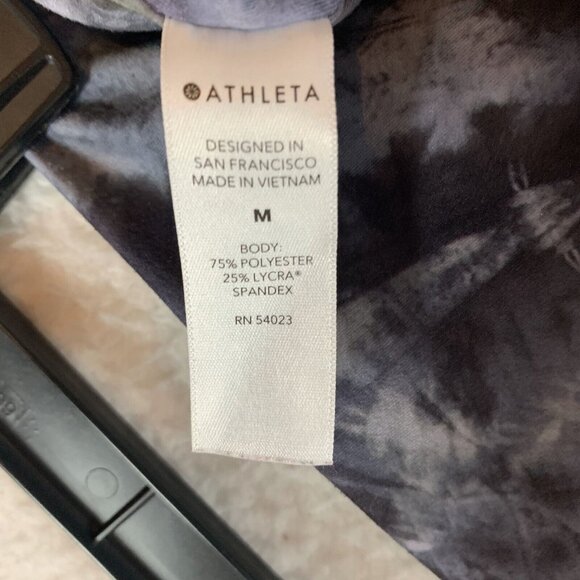 ATHLETA
DESIGNED IN
SAN FRANCISCO
MADE IN VIETNAM
M
BODY:
75% POLYESTER
25% LYCRA®
SPANDEX
RN 54023